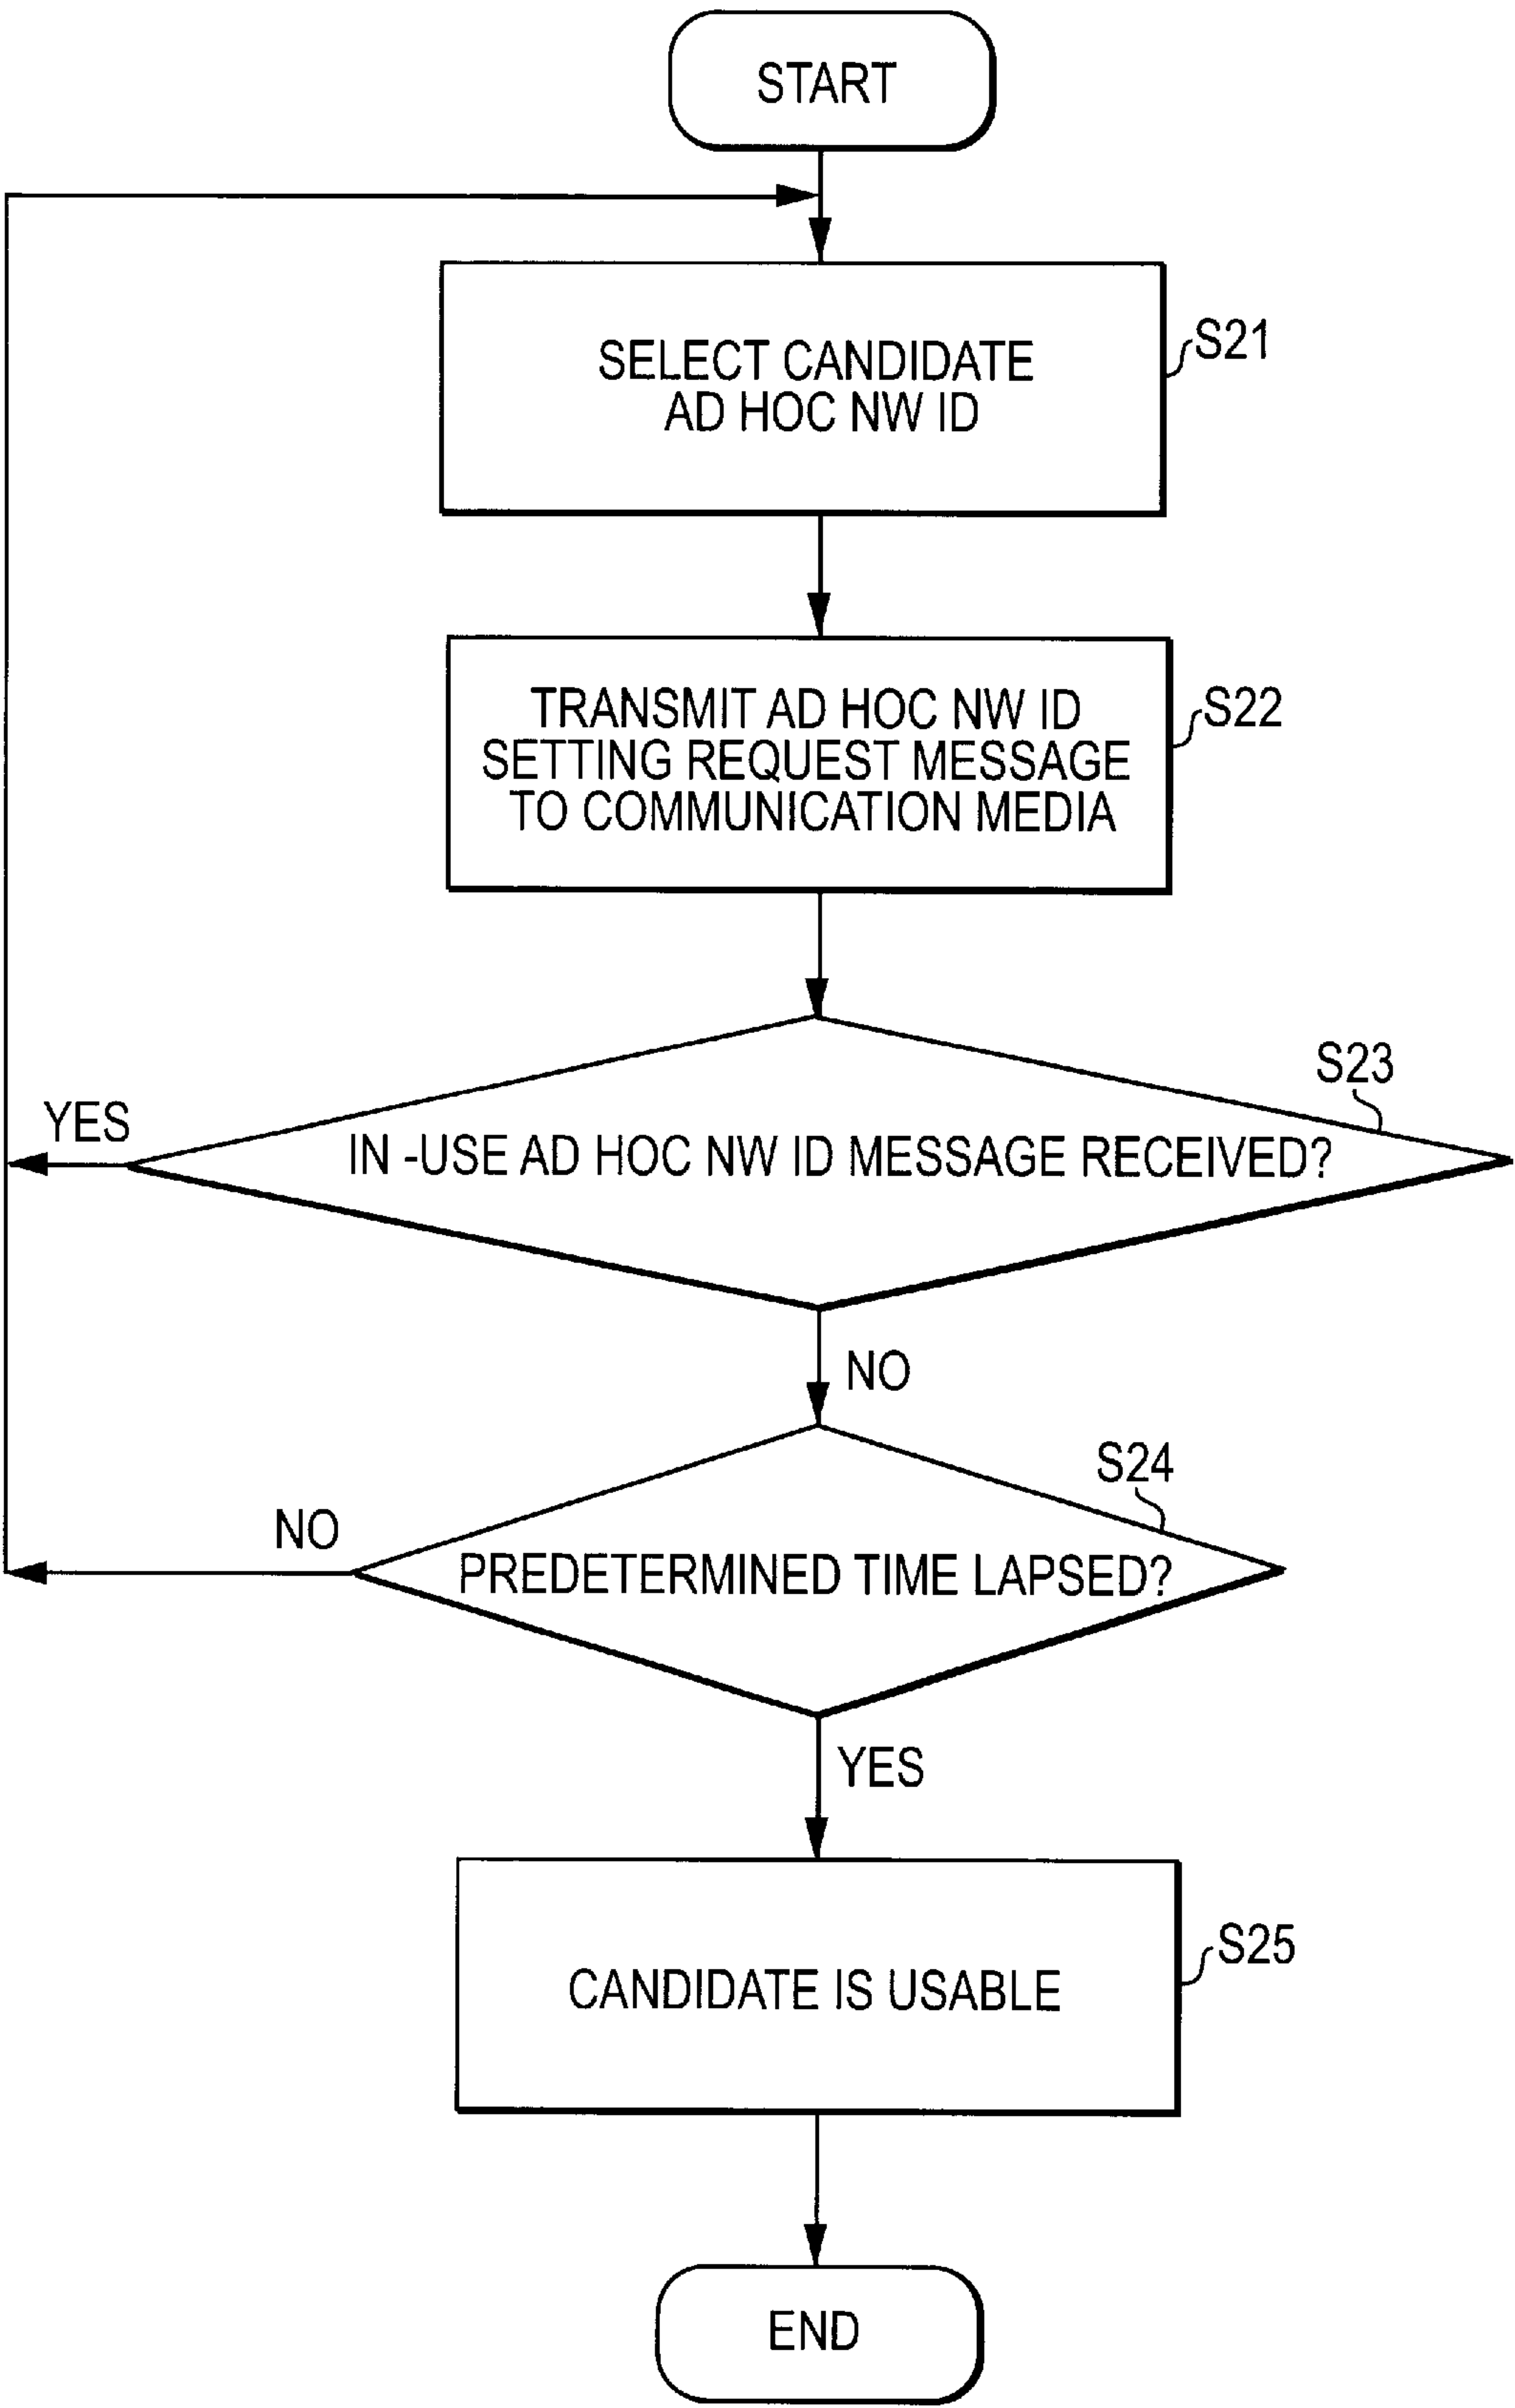 START
SELECT CANDIDATE
AD HOC NW ID
S21
TRANSMIT AD HOC NW ID
SETTING REQUEST MESSAGE
TO COMMUNICATION MEDIA
S22
S23
YES
IN -USE AD HOC NW ID MESSAGE RECEIVED?
NO
S24
NO
PREDETERMINED TIME LAPSED?
YES
S25
CANDIDATE IS USABLE
END